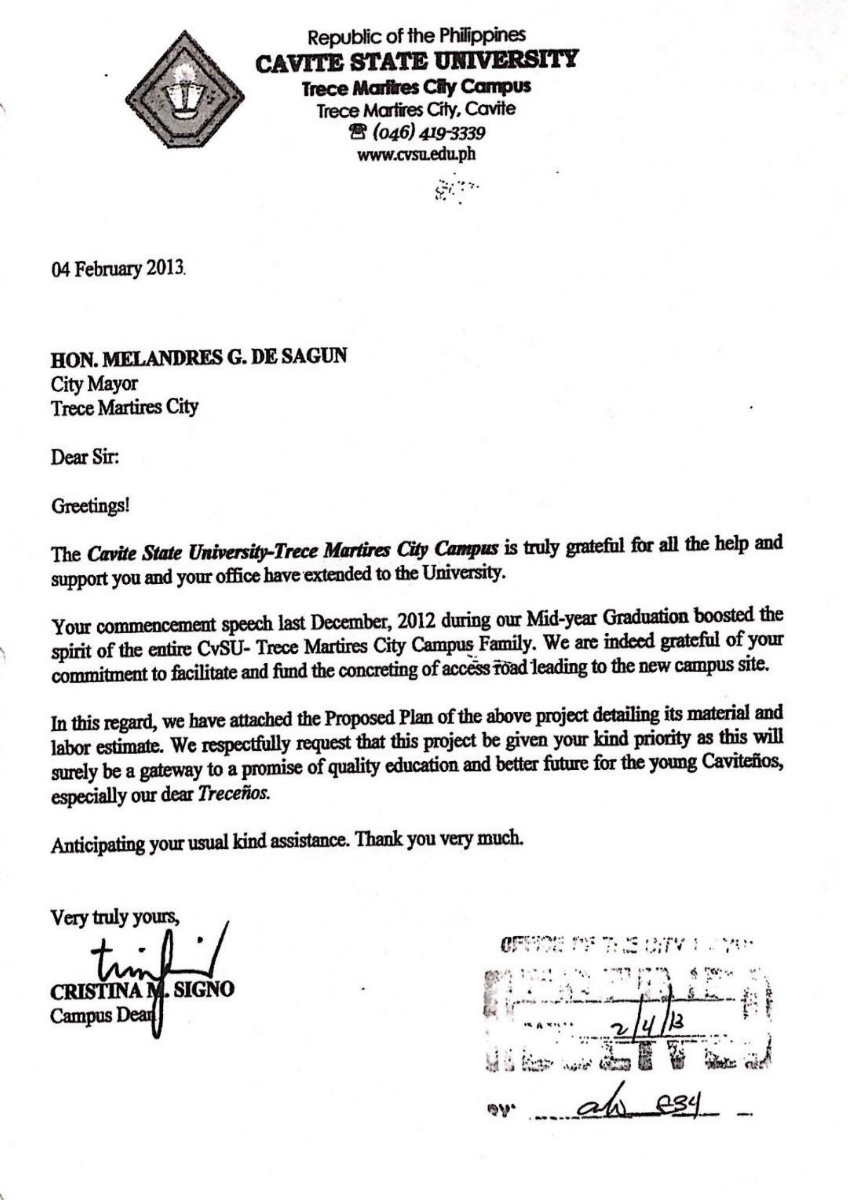 Republic of the Philippines
CAVITE STATE UNIVERSITY
Trece Martires City Campus
Trece Martires City, Cavite
☎ (046) 419-3339
www.cvsu.edu.ph
04 February 2013
HON. MELANDRES G. DE SAGUN
City Mayor
Trece Martires City
Dear Sir:
Greetings!
The Cavite State University-Trece Martires City Campus is truly grateful for all the help and
support you and your office have extended to the University.
Your commencement speech last December, 2012 during our Mid-year Graduation boosted the
spirit of the entire CvSU- Trece Martires City Campus Family. We are indeed grateful of your
commitment to facilitate and fund the concreting of access road leading to the new campus site.
In this regard, we have attached the Proposed Plan of the above project detailing its material and
labor estimate. We respectfully request that this project be given your kind priority as this will
surely be a gateway to a promise of quality education and better future for the young Caviteños,
especially our dear Treceños.
Anticipating your usual kind assistance. Thank you very much.
Very truly yours,
CRISTINA M. SIGNO
Campus Dean
OFFICE OF THE CITY
2/4/13
BY: